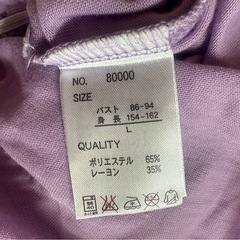 NO. 80000
SIZE
バスト 86-94
身長 154-162
L
QUALITY
ポリエステル 65%
レーヨン 35%